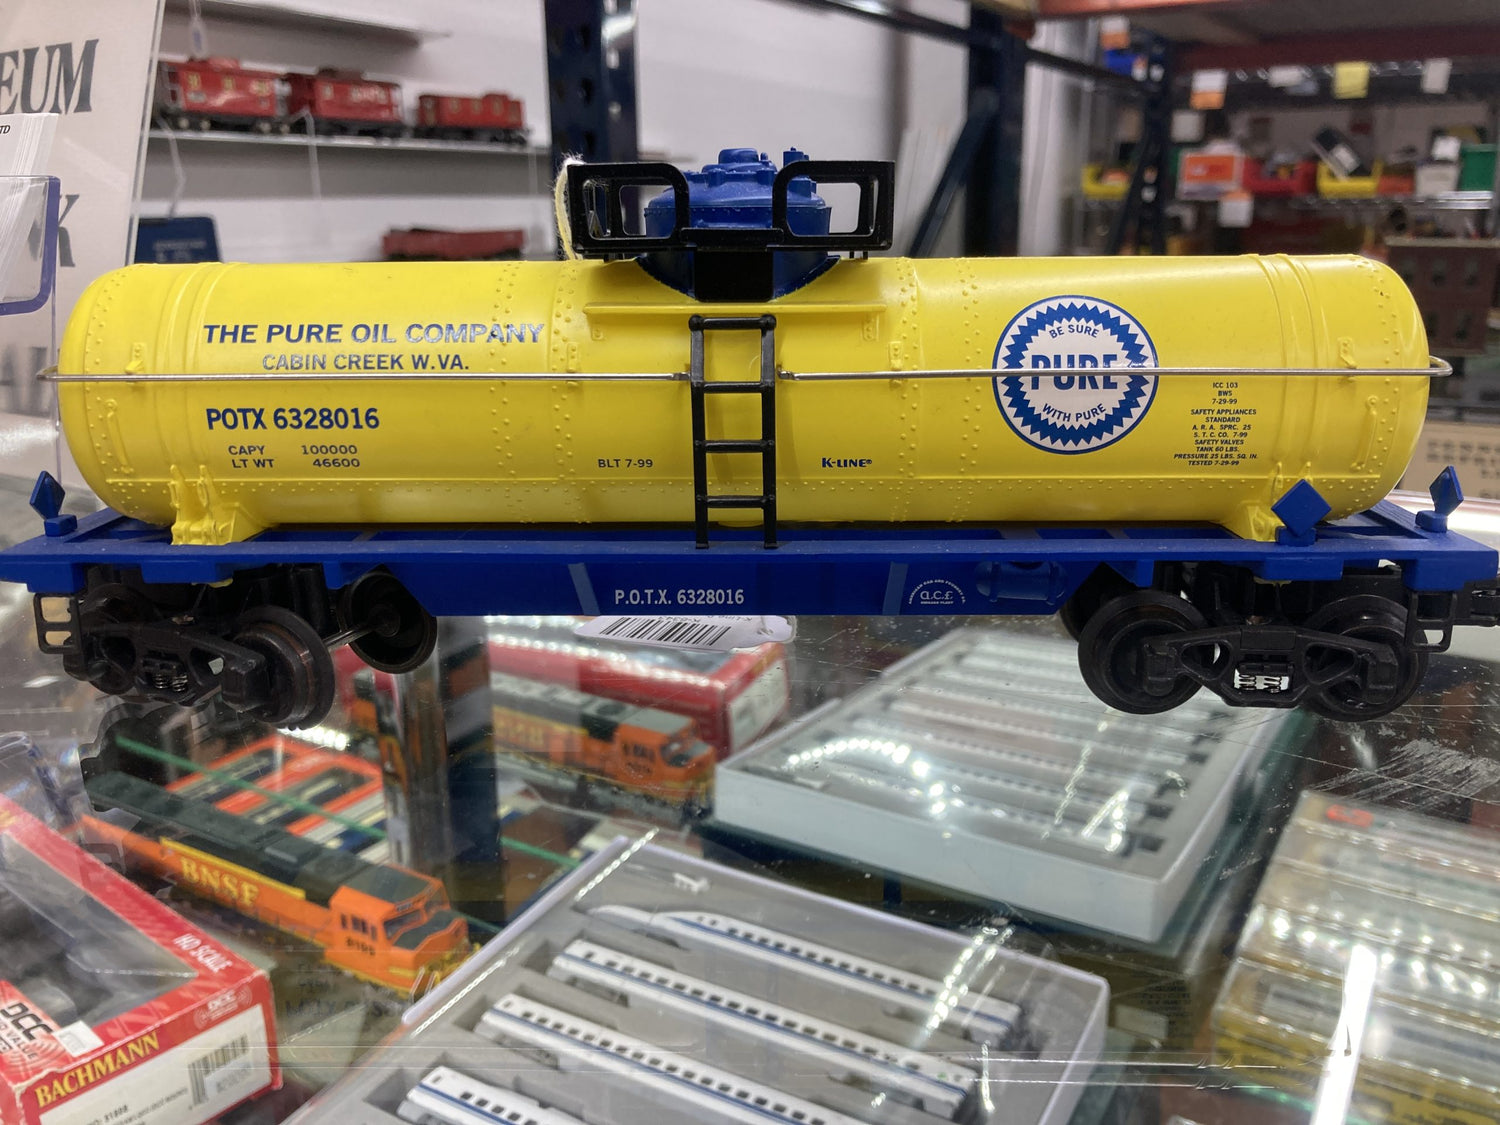 EUM
TD
K
THE PURE OIL COMPANY
CABIN CREEK W.VA.
POTX 6328016
CAPY 100000
LT WT 46600
BLT 7-99
K-LINE®
BE SURE
PURE
WITH PURE
ICC 103
BWS
7-29-99
SAFETY APPLIANCES
STANDARD
A. R. A. SPRC. 25
S. T. C. CO. 7-99
SAFETY VALVES
TANK 60 LBS.
PRESSURE 25 LBS. SQ. IN.
TESTED 7-29-99
P.O.T.X. 6328016
a.c.f.
BNSF
HO SCALE
DCC
DCC
BACHMANN